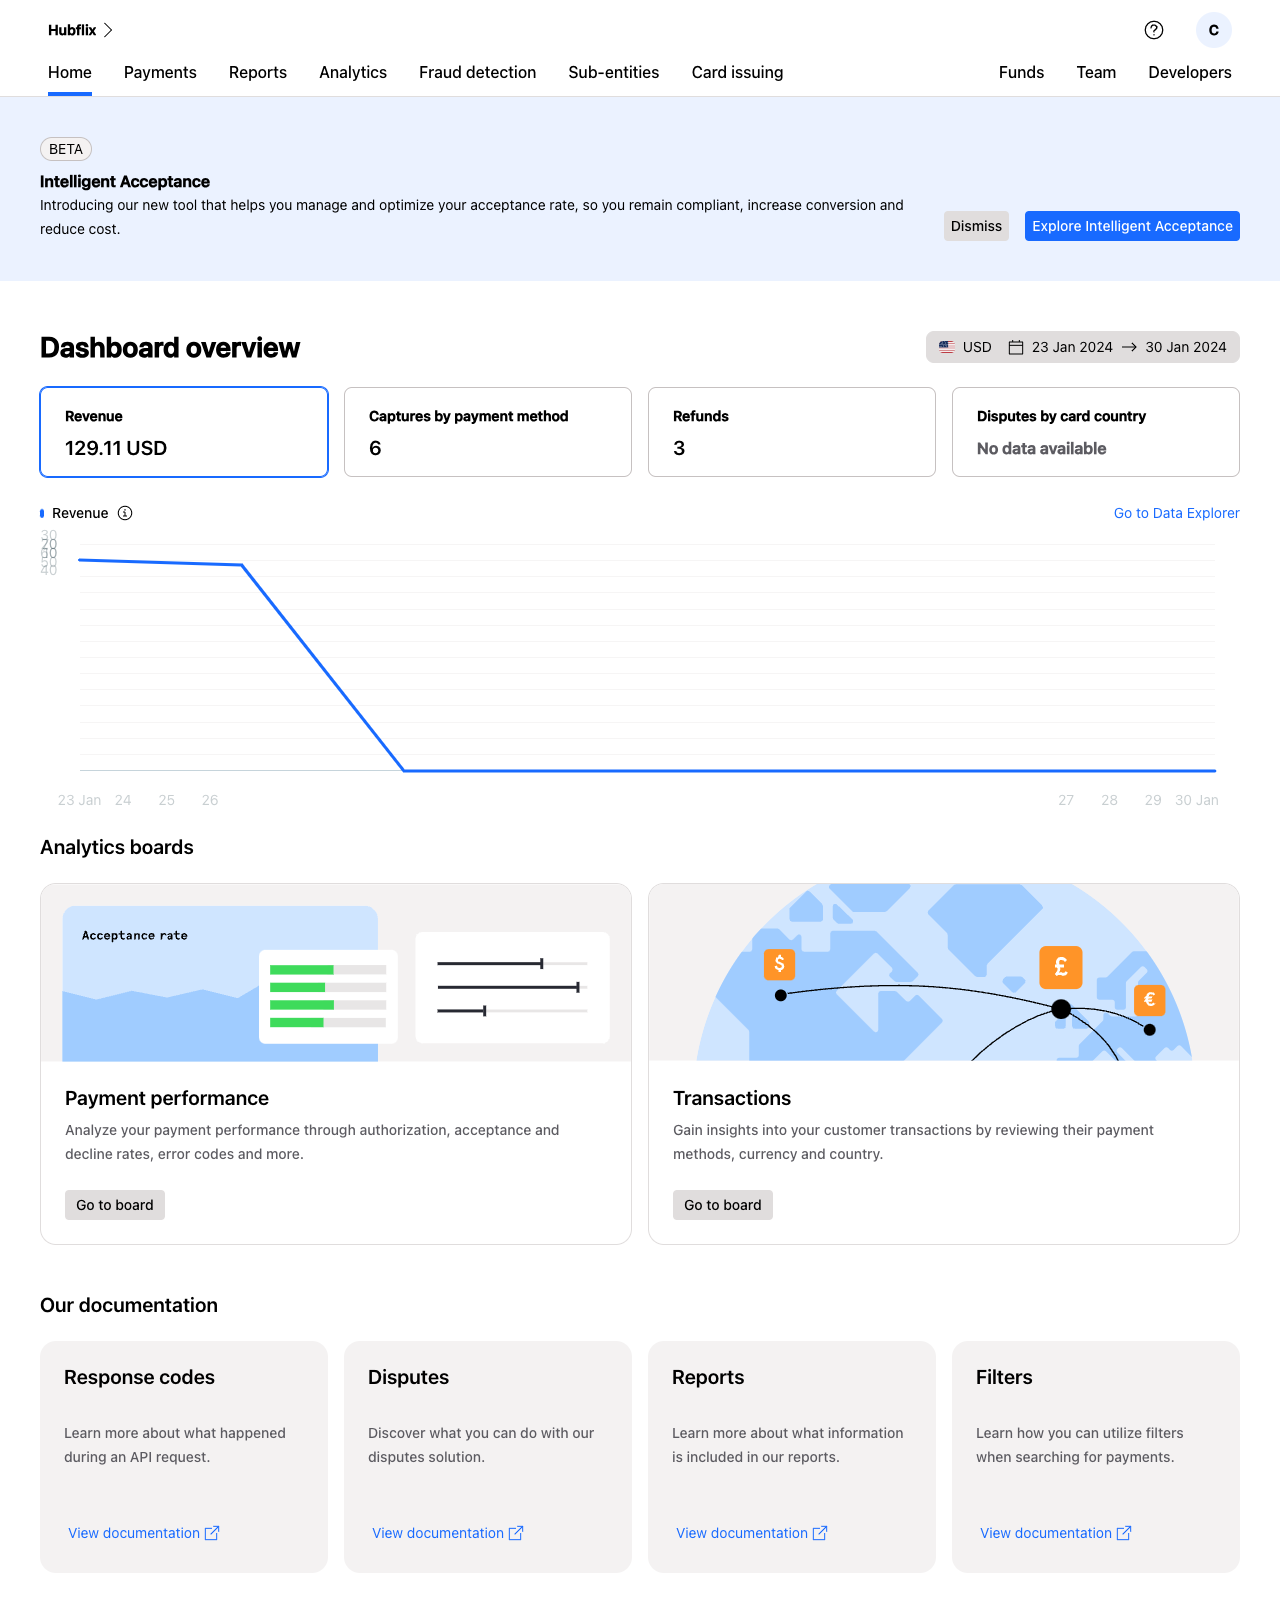 Hubflix
C
Home Payments Reports Analytics Fraud detection Sub-entities Card issuing Funds Team Developers
BETA
Intelligent Acceptance
Introducing our new tool that helps you manage and optimize your acceptance rate, so you remain compliant, increase conversion and
reduce cost.
Dismiss
Explore Intelligent Acceptance
Dashboard overview
USD 23 Jan 2024 → 30 Jan 2024
Revenue
129.11 USD
Captures by payment method
6
Refunds
3
Disputes by card country
No data available
Revenue
Go to Data Explorer
30
70
50
40
23 Jan 24 25 26 27 28 29 30 Jan
Analytics boards
Acceptance rate
$
£
€
Payment performance
Analyze your payment performance through authorization, acceptance and
decline rates, error codes and more.
Go to board
Transactions
Gain insights into your customer transactions by reviewing their payment
methods, currency and country.
Go to board
Our documentation
Response codes
Learn more about what happened
during an API request.
View documentation
Disputes
Discover what you can do with our
disputes solution.
View documentation
Reports
Learn more about what information
is included in our reports.
View documentation
Filters
Learn how you can utilize filters
when searching for payments.
View documentation